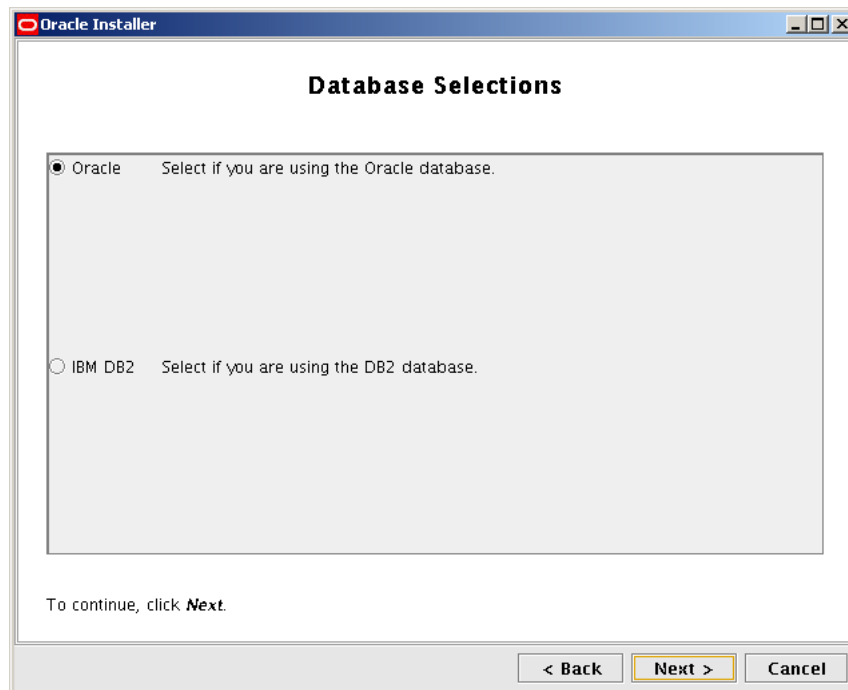 Oracle Installer
Database Selections
Oracle Select if you are using the Oracle database.
IBM DB2 Select if you are using the DB2 database.
To continue, click Next.
< Back Next > Cancel